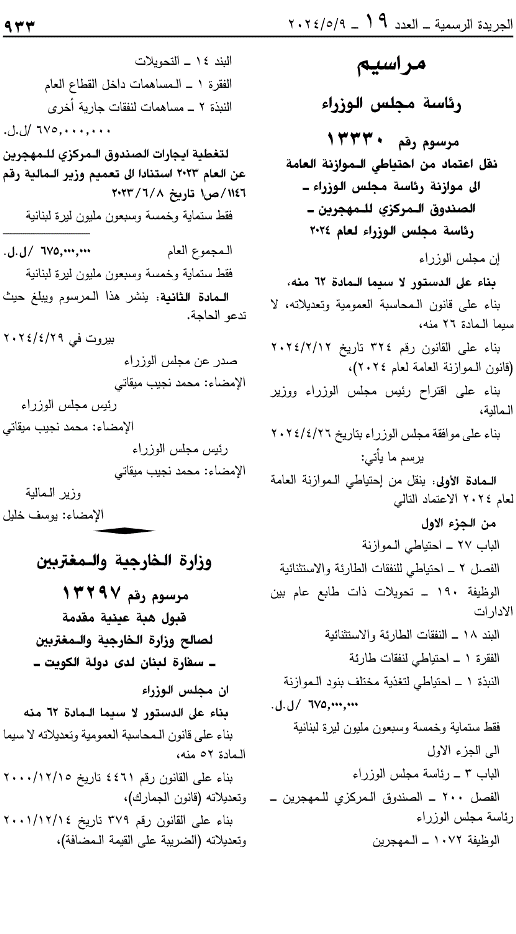 الجريدة الرسمية ـ العدد ١٩ ـ ٢٠٢٤/٥/٩
٩٣٣
مراسيم
رئاسة مجلس الوزراء
مرسوم رقم ١٣٣٣٠
نقل اعتماد من احتياطي الموازنة العامة
الى موازنة رئاسة مجلس الوزراء ـ
الصندوق المركزي للمهجرين ـ
رئاسة مجلس الوزراء لعام ٢٠٢٤
إن مجلس الوزراء
بناء على الدستور لا سيما المادة ٦٢ منه،
بناء على قانون المحاسبة العمومية وتعديلاته، لا
سيما المادة ٢٦ منه،
بناء على القانون رقم ٣٢٤ تاريخ ٢٠٢٤/٢/١٢
(قانون الموازنة العامة لعام ٢٠٢٤)،
بناء على اقتراح رئيس مجلس الوزراء ووزير
المالية،
بناء على موافقة مجلس الوزراء بتاريخ ٢٠٢٤/٤/٢٦
يرسم ما يأتي:
المادة الأولى: ينقل من إحتياطي الموازنة العامة
لعام ٢٠٢٤ الاعتماد التالي
من الجزء الاول
الباب ٢٧ ـ احتياطي الموازنة
الفصل ٢ ـ احتياطي للنفقات الطارئة والاستثنائية
الوظيفة ١٩٠ ـ تحويلات ذات طابع عام بين
الادارات
البند ١٨ ـ النفقات الطارئة والاستثنائية
الفقرة ١ ـ احتياطي لنفقات طارئة
النبذة ١ ـ احتياطي لتغذية مختلف بنود الموازنة
٦٧٥,٠٠٠,٠٠٠ /ل.ل.
فقط ستماية وخمسة وسبعون مليون ليرة لبنانية
الى الجزء الاول
الباب ٣ ـ رئاسة مجلس الوزراء
الفصل ٢٠٠ ـ الصندوق المركزي للمهجرين ـ
رئاسة مجلس الوزراء
الوظيفة ١٠٧٢ ـ المهجرين
البند ١٤ ـ التحويلات
الفقرة ١ ـ المساهمات داخل القطاع العام
النبذة ٢ ـ مساهمات لنفقات جارية أخرى
٦٧٥,٠٠٠,٠٠٠ /ل.ل.
لتغطية ايجارات الصندوق المركزي للمهجرين
عن العام ٢٠٢٣ استنادا الى تعميم وزير المالية رقم
١١٤٦/ص١ تاريخ ٢٠٢٣/٦/٨
فقط ستماية وخمسة وسبعون مليون ليرة لبنانية
المجموع العام ٦٧٥,٠٠٠,٠٠٠ /ل.ل.
فقط ستماية وخمسة وسبعون مليون ليرة لبنانية
المادة الثانية: ينشر هذا المرسوم ويبلغ حيث
تدعو الحاجة.
بيروت في ٢٠٢٤/٤/٢٩
صدر عن مجلس الوزراء
الإمضاء: محمد نجيب ميقاتي
رئيس مجلس الوزراء
الإمضاء: محمد نجيب ميقاتي
رئيس مجلس الوزراء
الإمضاء: محمد نجيب ميقاتي
وزير المالية
الإمضاء: يوسف خليل
وزارة الخارجية والمغتربين
مرسوم رقم ١٣٢٩٧
قبول هبة عينية مقدمة
لصالح وزارة الخارجية والمغتربين
ـ سفارة لبنان لدى دولة الكويت ـ
ان مجلس الوزراء
بناء على الدستور لا سيما المادة ٦٢ منه
بناء على قانون المحاسبة العمومية وتعديلاته لا سيما
المادة ٥٢ منه،
بناء على القانون رقم ٤٤٦١ تاريخ ٢٠٠٠/١٢/١٥
وتعديلاته (قانون الجمارك)،
بناء على القانون رقم ٣٧٩ تاريخ ٢٠٠١/١٢/١٤
وتعديلاته (الضريبة على القيمة المضافة)،